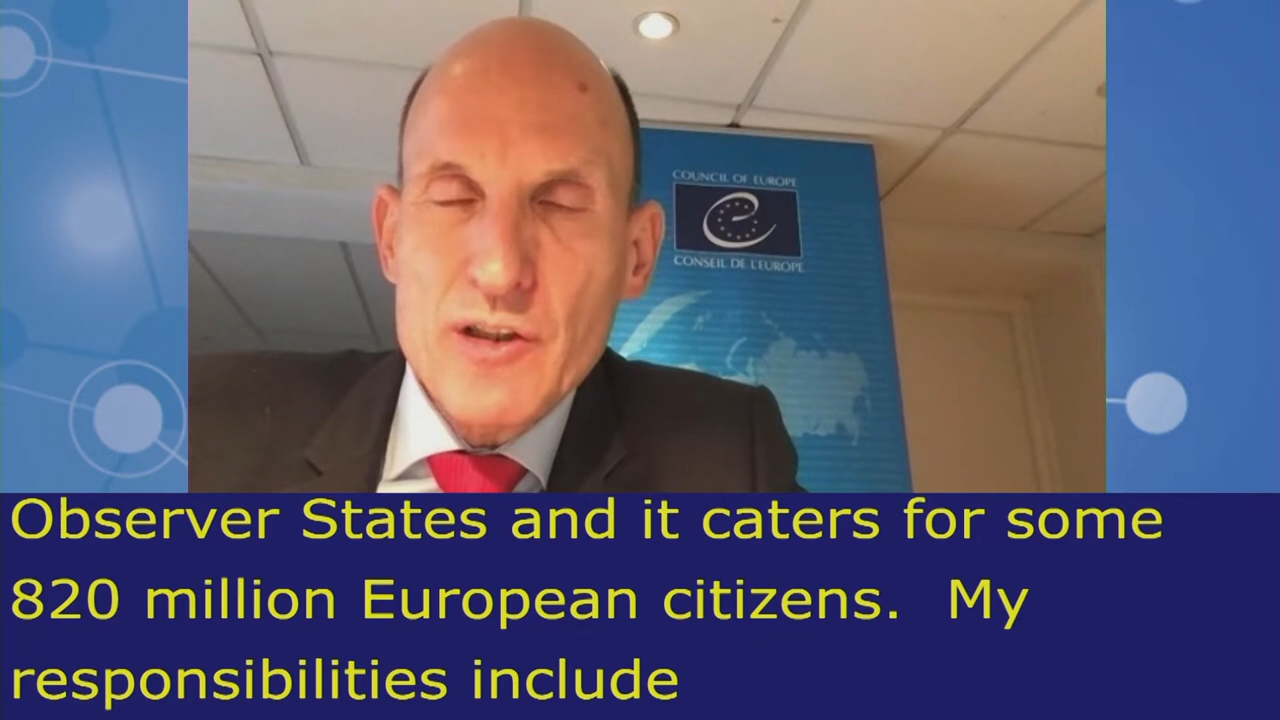 COUNCIL OF EUROPE
CONSEIL DE L'EUROPE
Observer States and it caters for some
820 million European citizens.  My
responsibilities include